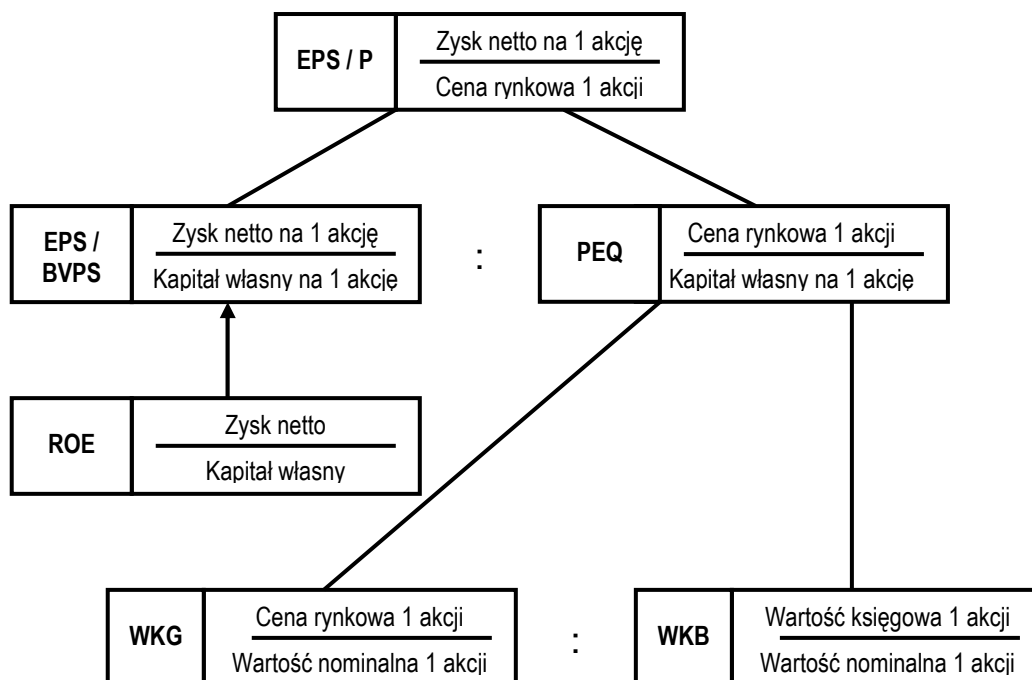 EPS / P
Zysk netto na 1 akcję
Cena rynkowa 1 akcji
EPS /
BVPS
Zysk netto na 1 akcję
Kapitał własny na 1 akcję
:
PEQ
Cena rynkowa 1 akcji
Kapitał własny na 1 akcję
ROE
Zysk netto
Kapitał własny
WKG
Cena rynkowa 1 akcji
Wartość nominalna 1 akcji
:
WKB
Wartość księgowa 1 akcji
Wartość nominalna 1 akcji